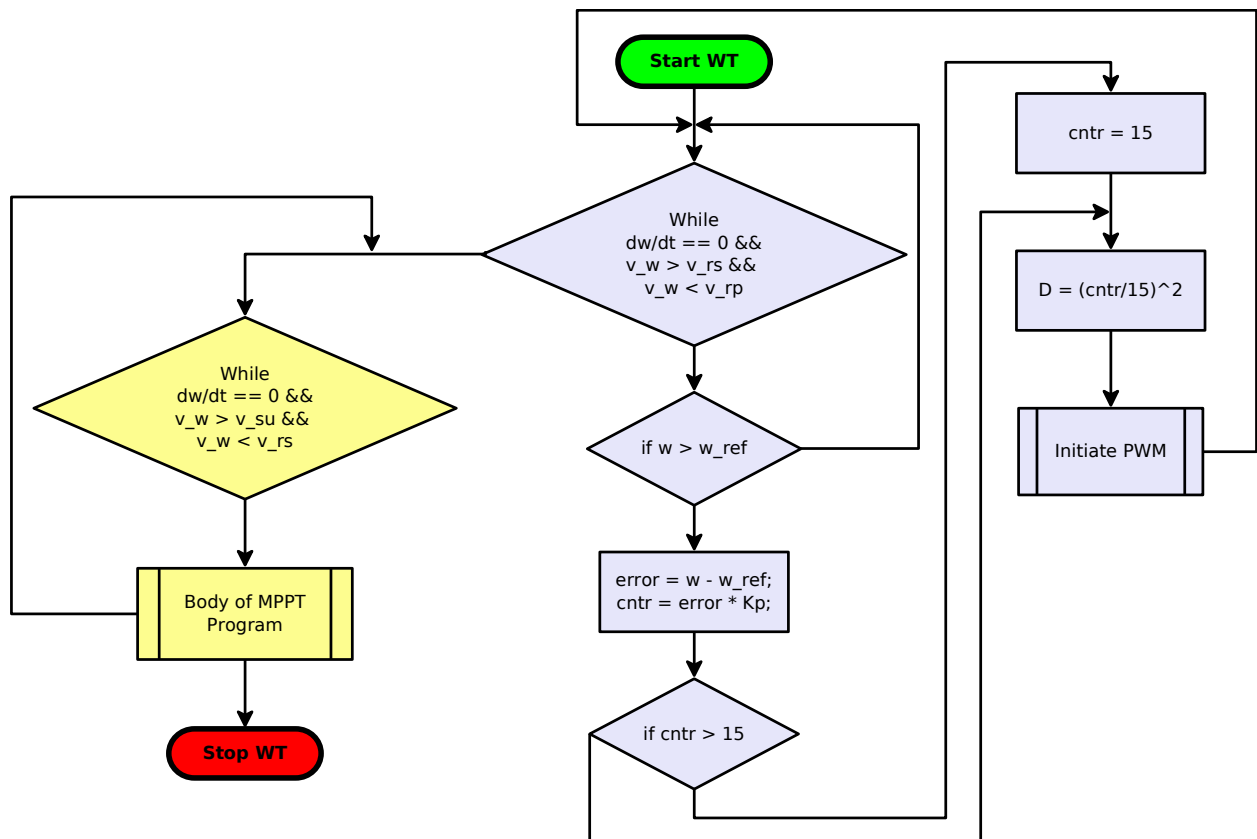 Start WT
cntr = 15
While
dw/dt == 0 &&
v_w > v_rs &&
v_w < v_rp
D = (cntr/15)^2
While
dw/dt == 0 &&
v_w > v_su &&
v_w < v_rs
if w > w_ref
Initiate PWM
error = w - w_ref;
cntr = error * Kp;
Body of MPPT
Program
if cntr > 15
Stop WT